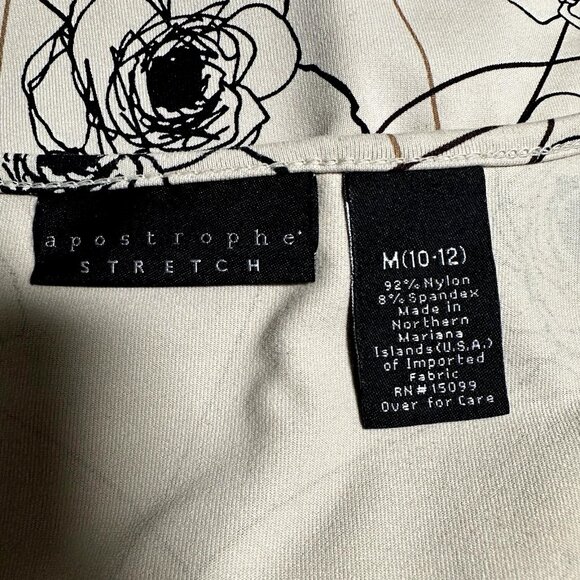 apostrophe
STRETCH
M(10-12)
92% Nylon
8% Spandex
Made in
Northern
Mariana
Islands(U.S.A.)
of Imported
Fabric
RN#15099
Over for Care